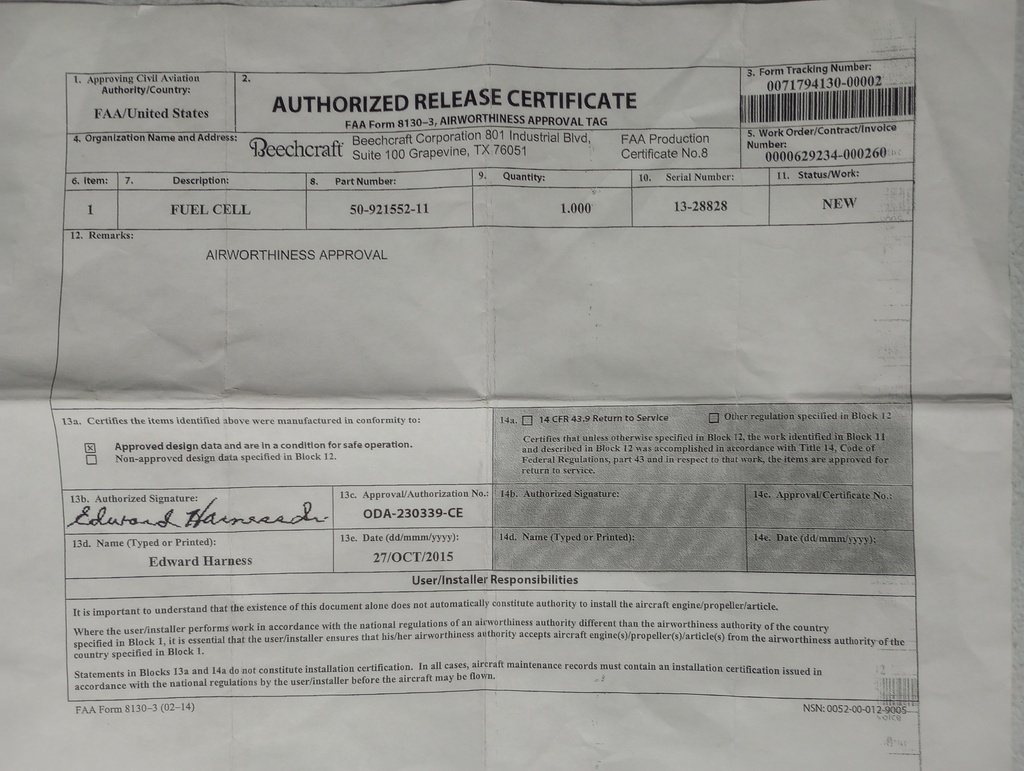 1. Approving Civil Aviation
Authority/Country:
FAA/United States
2.
AUTHORIZED RELEASE CERTIFICATE
FAA Form 8130–3, AIRWORTHINESS APPROVAL TAG
3. Form Tracking Number:
0071794130-00002
4. Organization Name and Address:
Beechcraft
Beechcraft Corporation 801 Industrial Blvd,
Suite 100 Grapevine, TX 76051
FAA Production
Certificate No.8
5. Work Order/Contract/Invoice
Number:
0000629234-000260
6. Item: 7. Description: 8. Part Number: 9. Quantity: 10. Serial Number: 11. Status/Work:
1 FUEL CELL 50-921552-11 1.000 13-28828 NEW
12. Remarks:
AIRWORTHINESS APPROVAL
13a. Certifies the items identified above were manufactured in conformity to:
Approved design data and are in a condition for safe operation.
Non-approved design data specified in Block 12.
14a. 14 CFR 43.9 Return to Service Other regulation specified in Block 12
Certifies that unless otherwise specified in Block 12, the work identified in Block 11
and described in Block 12 was accomplished in accordance with Title 14, Code of
Federal Regulations, part 43 and in respect to that work, the items are approved for
return to service.
13b. Authorized Signature:
Edward Harness Jr.
13c. Approval/Authorization No.:
ODA-230339-CE
14b. Authorized Signature:
14c. Approval/Certificate No.:
13d. Name (Typed or Printed):
Edward Harness
13e. Date (dd/mmm/yyyy):
27/OCT/2015
14d. Name (Typed or Printed):
14e. Date (dd/mmm/yyyy):
User/Installer Responsibilities
It is important to understand that the existence of this document alone does not automatically constitute authority to install the aircraft engine/propeller/article.
Where the user/installer performs work in accordance with the national regulations of an airworthiness authority different than the airworthiness authority of the country
specified in Block 1, it is essential that the user/installer ensures that his/her airworthiness authority accepts aircraft engine(s)/propeller(s)/article(s) from the airworthiness authority of the
country specified in Block 1.
Statements in Blocks 13a and 14a do not constitute installation certification. In all cases, aircraft maintenance records must contain an installation certification issued in
accordance with the national regulations by the user/installer before the aircraft may be flown.
FAA Form 8130–3 (02–14)
NSN: 0052-00-012-9005